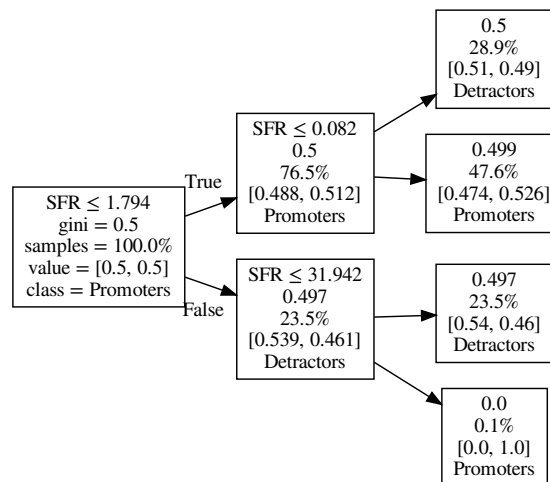 SFR ≤ 1.794
gini = 0.5
samples = 100.0%
value = [0.5, 0.5]
class = Promoters
True
False
SFR ≤ 0.082
0.5
76.5%
[0.488, 0.512]
Promoters
SFR ≤ 31.942
0.497
23.5%
[0.539, 0.461]
Detractors
0.5
28.9%
[0.51, 0.49]
Detractors
0.499
47.6%
[0.474, 0.526]
Promoters
0.497
23.5%
[0.54, 0.46]
Detractors
0.0
0.1%
[0.0, 1.0]
Promoters